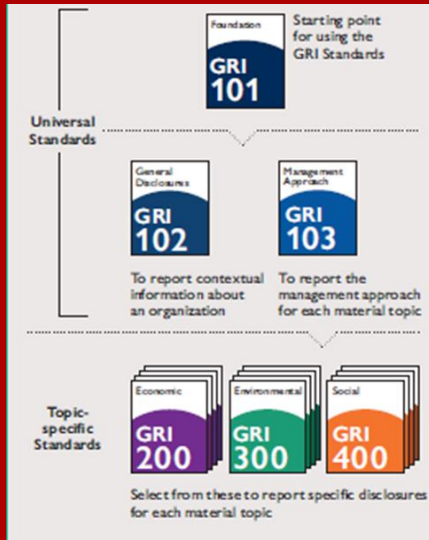 Foundation
GRI
101
Starting point
for using the
GRI Standards
Universal
Standards
General
Disclosures
GRI
102
Management
Approach
GRI
103
To report contextual
information about
an organization
To report the
management approach
for each material topic
Topic-
specific
Standards
Economic
GRI
200
Environmental
GRI
300
Social
GRI
400
Select from these to report specific disclosures
for each material topic